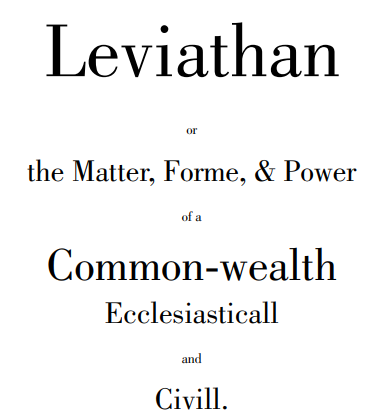 Leviathan
or
the Matter, Forme, & Power
of a
Common-wealth
Ecclesiasticall
and
Civill.